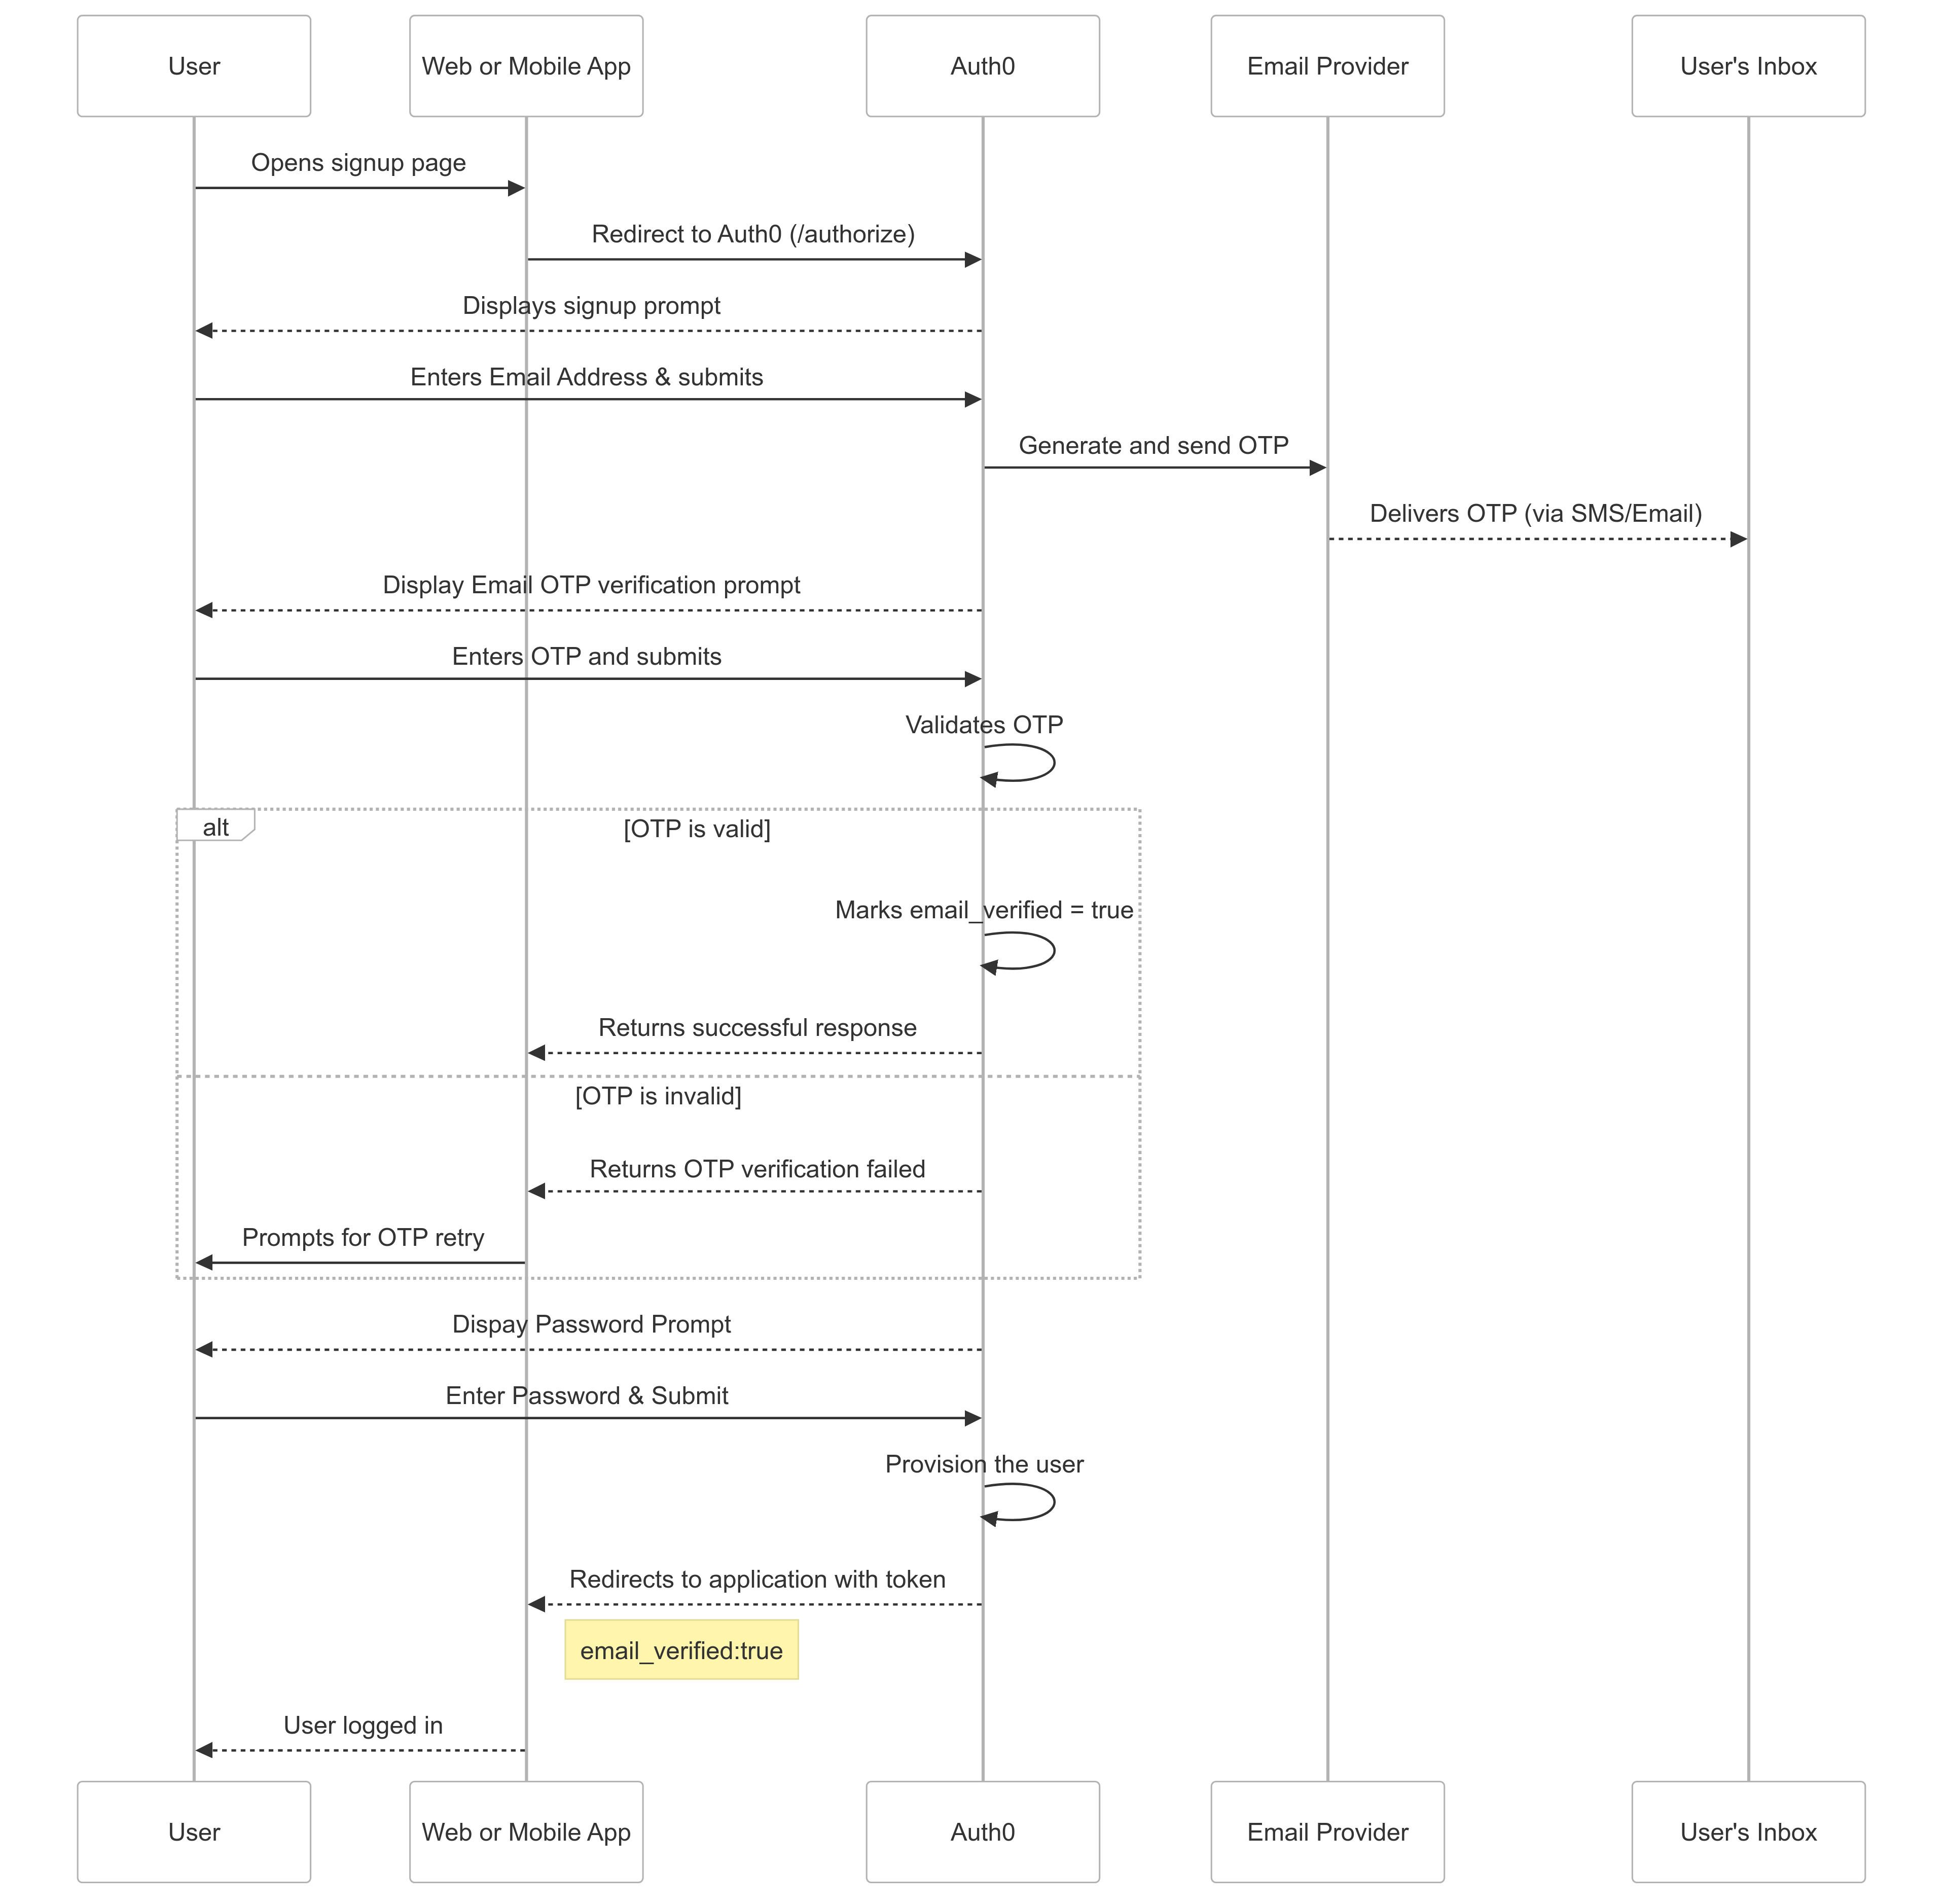 User
Web or Mobile App
Auth0
Email Provider
User's Inbox
Opens signup page
Redirect to Auth0 (/authorize)
Displays signup prompt
Enters Email Address & submits
Generate and send OTP
Delivers OTP (via SMS/Email)
Display Email OTP verification prompt
Enters OTP and submits
Validates OTP
alt
[OTP is valid]
Marks email_verified = true
Returns successful response
[OTP is invalid]
Returns OTP verification failed
Prompts for OTP retry
Dispay Password Prompt
Enter Password & Submit
Provision the user
Redirects to application with token
email_verified:true
User logged in
User
Web or Mobile App
Auth0
Email Provider
User's Inbox